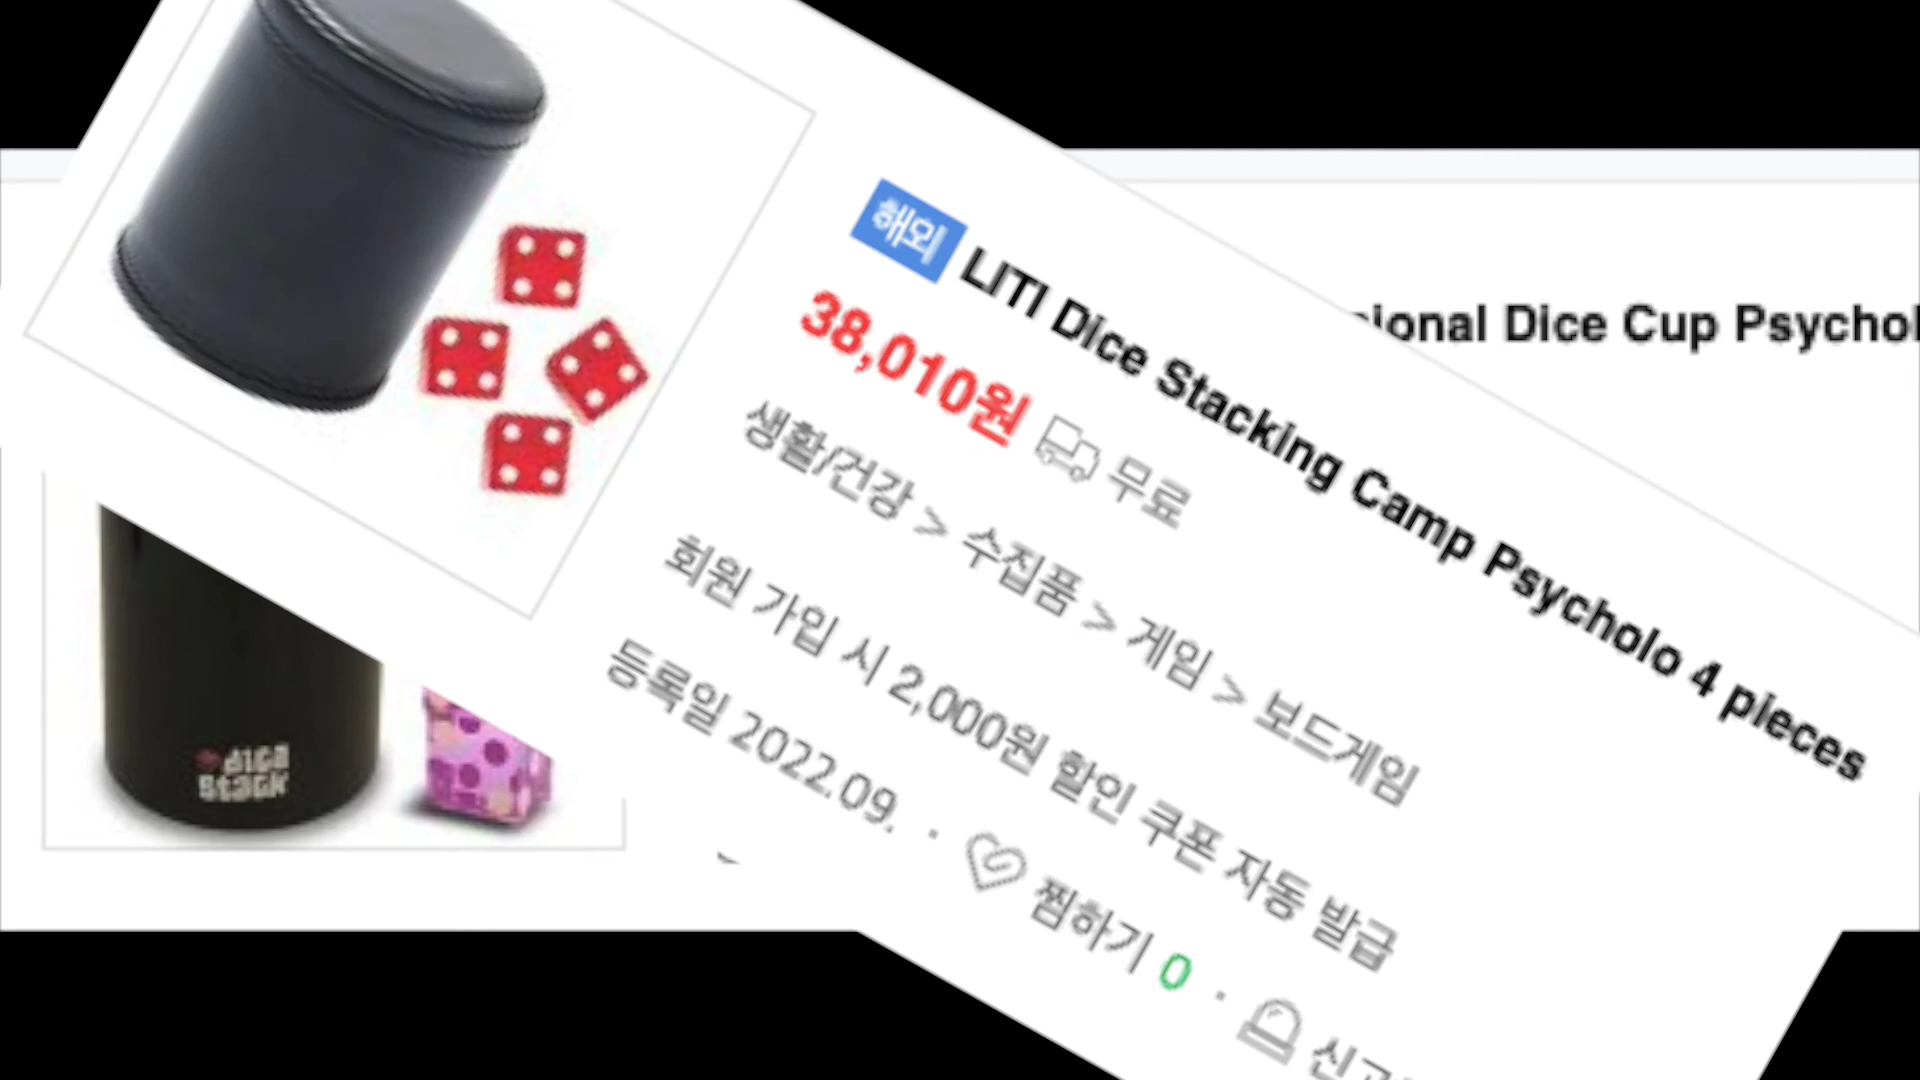 해외 LITI Dice Stacking Camp Psycholo 4 pieces
38,010원 무료
생활/건강 > 수집품 > 게임 > 보드게임
회원 가입 시 2,000원 할인 쿠폰 자동 발급
등록일 2022.09. · 찜하기 0 ·
Dice Cup
dice
stack